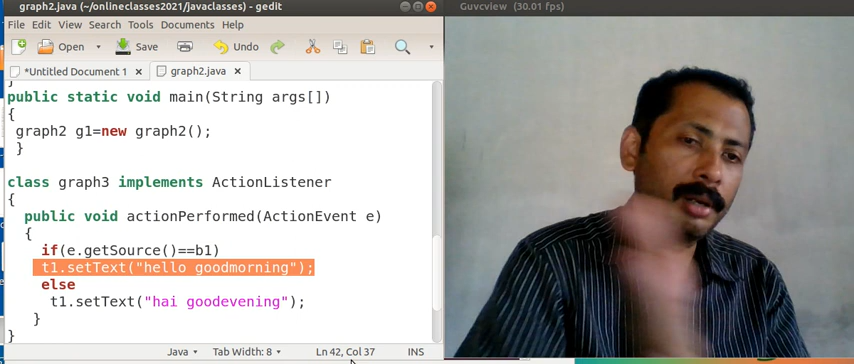 graph2.java (~/onlineclasses2021/javaclasses) - gedit
Guvcview (30.01 fps)
File Edit View Search Tools Documents Help
Open Save Undo
*Untitled Document 1 graph2.java
}
public static void main(String args[])
{
graph2 g1=new graph2();
}
class graph3 implements ActionListener
{
public void actionPerformed(ActionEvent e)
{
if(e.getSource()==b1)
t1.setText("hello goodmorning");
else
t1.setText("hai goodevening");
}
}
Java Tab Width: 8 Ln 42, Col 37 INS